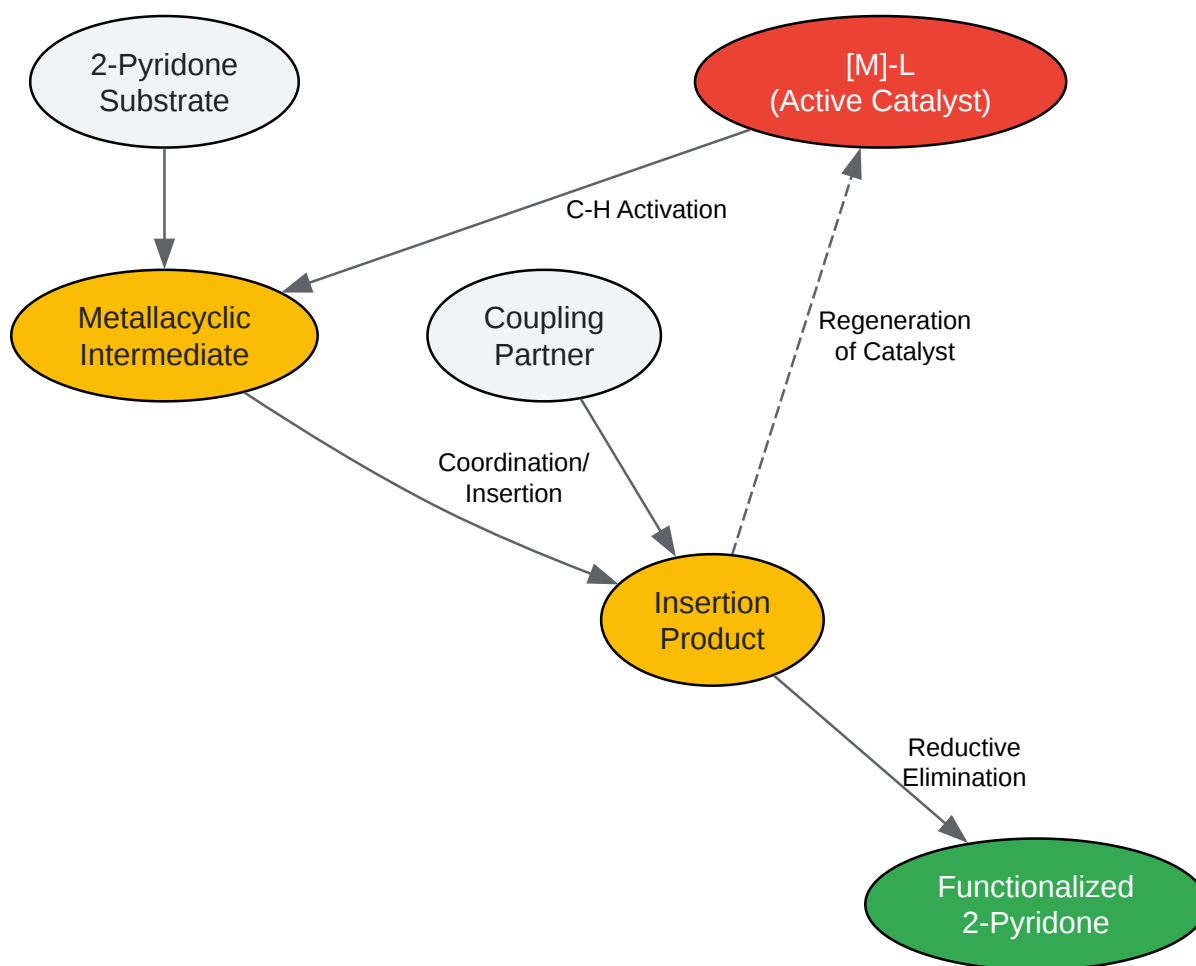 2-Pyridone
Substrate
[M]-L
(Active Catalyst)
C-H Activation
Metallacyclic
Intermediate
Coupling
Partner
Regeneration
of Catalyst
Coordination/
Insertion
Insertion
Product
Reductive
Elimination
Functionalized
2-Pyridone